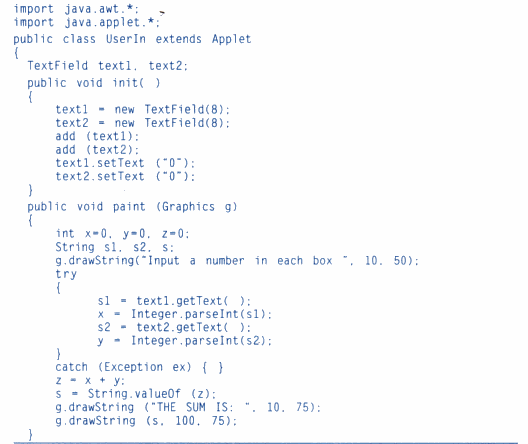 import java.awt.*;
import java.applet.*;
public class UserIn extends Applet
{
TextField text1, text2;
public void init( )
{
text1 = new TextField(8);
text2 = new TextField(8);
add (text1);
add (text2);
text1.setText ("0");
text2.setText ("0");
}
public void paint (Graphics g)
{
int x=0, y=0, z=0;
String s1, s2, s;
g.drawString("Input a number in each box ", 10, 50);
try
{
s1 = text1.getText( );
x = Integer.parseInt(s1);
s2 = text2.getText( );
y = Integer.parseInt(s2);
}
catch (Exception ex) { }
z = x + y;
s = String.valueOf (z);
g.drawString ("THE SUM IS: ", 10, 75);
g.drawString (s, 100, 75);
}